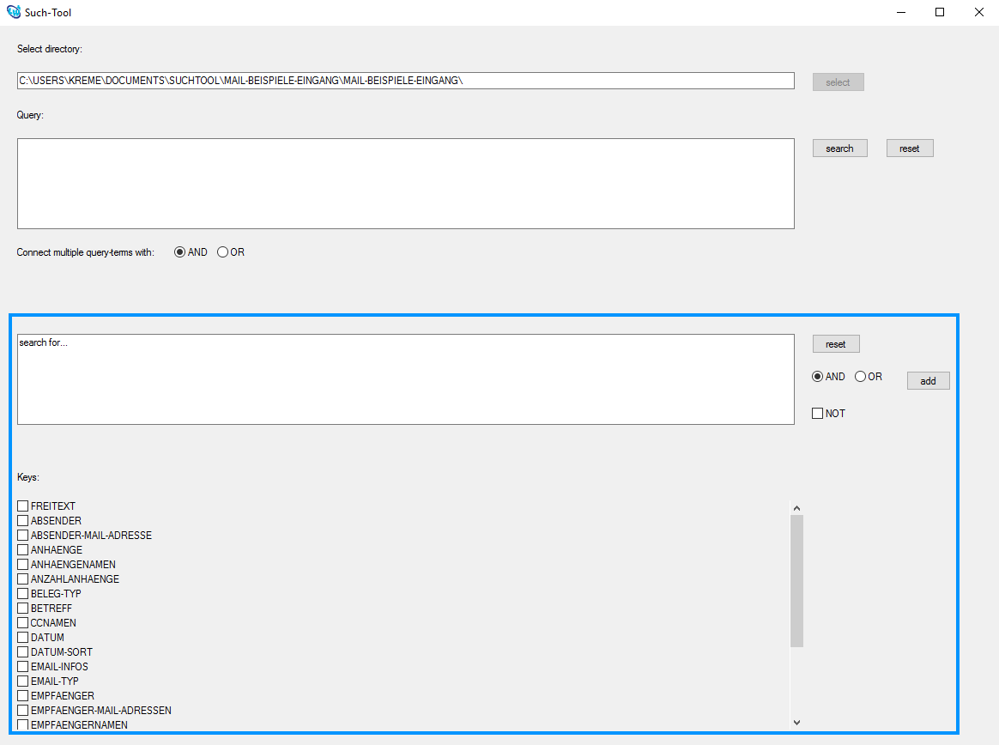 Such-Tool
Select directory:
C:\USERS\KREME\DOCUMENTS\SUCHTOOL\MAIL-BEISPIELE-EINGANG\MAIL-BEISPIELE-EINGANG\
select
Query:
search
reset
Connect multiple query-terms with:
AND
OR
search for...
reset
AND
OR
add
NOT
Keys:
FREITEXT
ABSENDER
ABSENDER-MAIL-ADRESSE
ANHAENGE
ANHAENGENAMEN
ANZAHLANHAENGE
BELEG-TYP
BETREFF
CCNAMEN
DATUM
DATUM-SORT
EMAIL-INFOS
EMAIL-TYP
EMPFAENGER
EMPFAENGER-MAIL-ADRESSEN
EMPFAENGERNAMEN